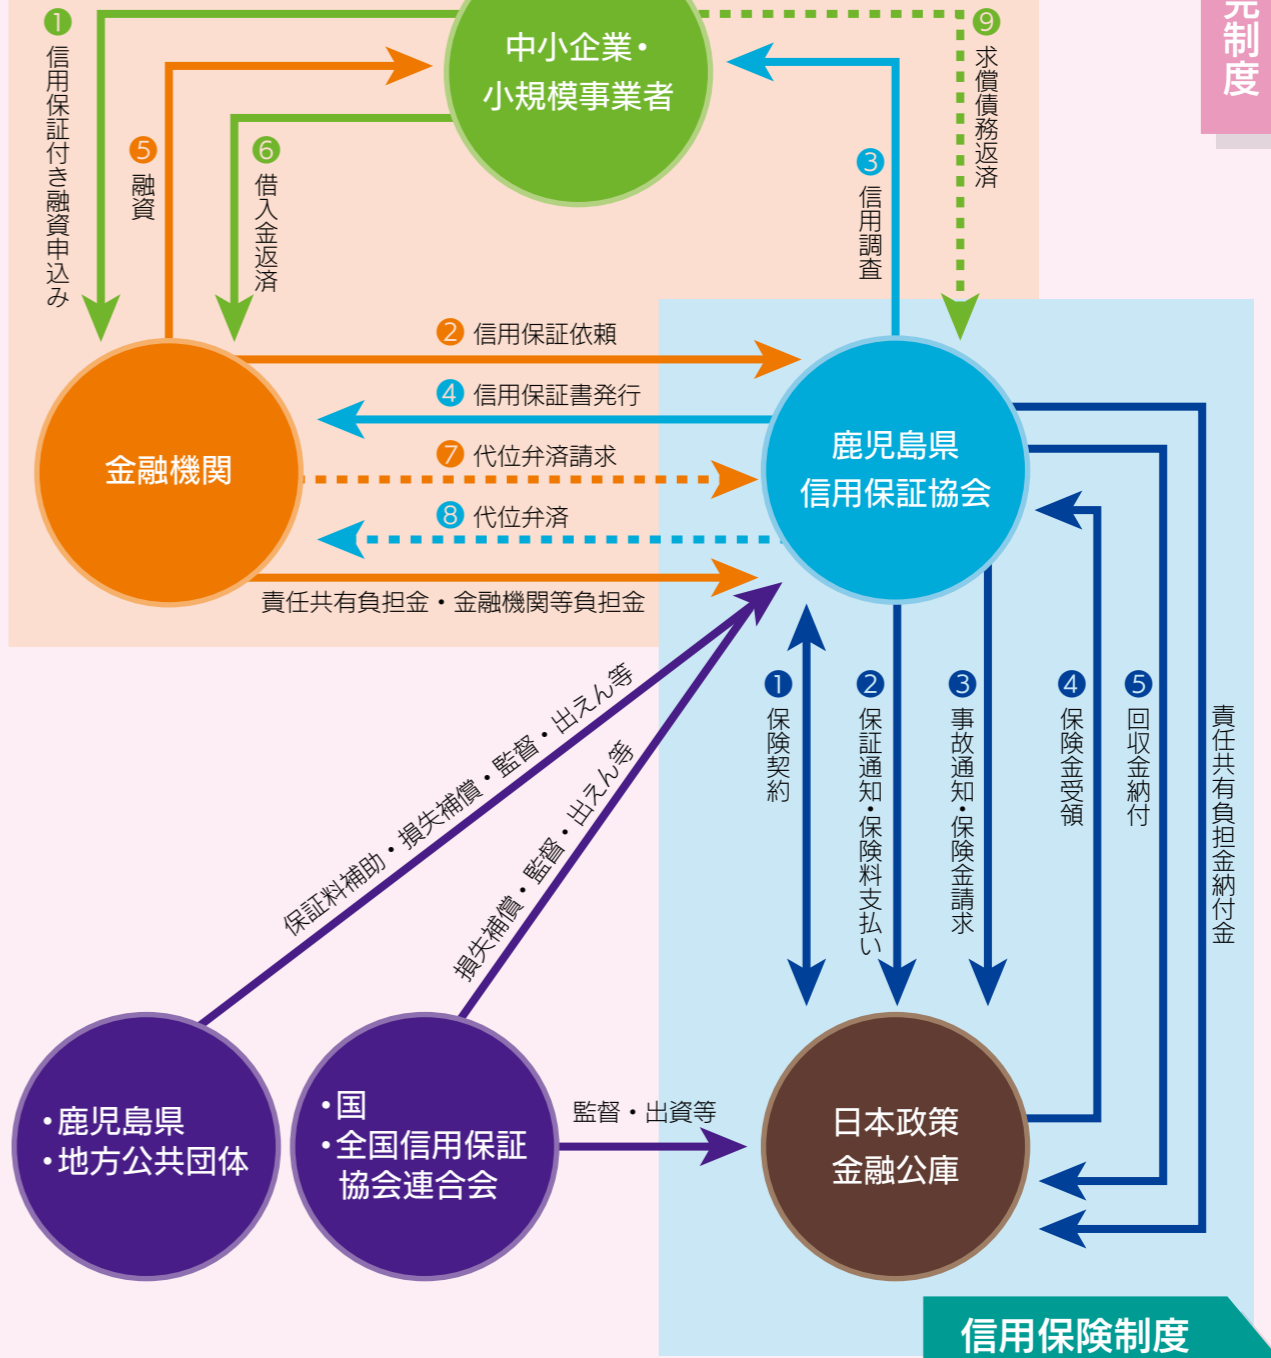 完制度
中小企業・
小規模事業者
❶ 信用保証付き融資申込み
❺ 融資
❻ 借入金返済
❸ 信用調査
❾ 求償債務返済
❷ 信用保証依頼
❹ 信用保証書発行
❼ 代位弁済請求
❽ 代位弁済
責任共有負担金・金融機関等負担金
金融機関
鹿児島県
信用保証協会
保証料補助・損失補償・監督・出えん等
損失補償・監督・出えん等
❶ 保険契約
❷ 保証通知・保険料支払い
❸ 事故通知・保険金請求
❹ 保険金受領
❺ 回収金納付
責任共有負担金納付金
・鹿児島県
・地方公共団体
・国
・全国信用保証
協会連合会
監督・出資等
日本政策
金融公庫
信用保険制度